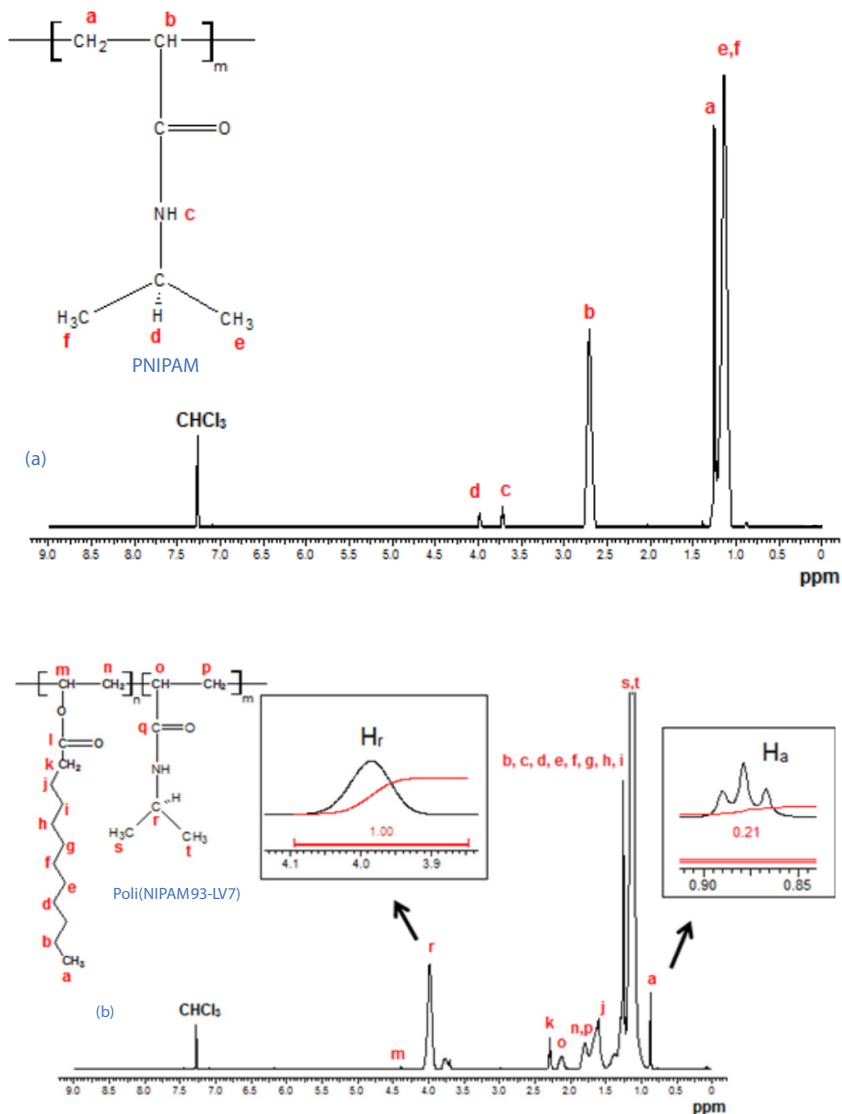 a b
CH₂ CH
m
C O
NH c
C
H₃C H CH₃
f d e
PNIPAM
(a)
CHCl₃
d c
b
a
e,f
9.0 8.5 8.0 7.5 7.0 6.5 6.0 5.5 5.0 4.5 4.0 3.5 3.0 2.5 2.0 1.5 1.0 0.5 0
ppm
m n o p
CH₂ n CH₂ m
O
l C O
q C O
k CH₂
NH
j
i
H
h
r
H₃C CH₃
s t
g
f
e
d
b
CH₃
a
Poli(NIPAM93-LV7)
(b)
Hr
1.00
4.1 4.0 3.9
b, c, d, e, f, g, h, i
s,t
Ha
0.21
0.90 0.85
CHCl₃
m
r
k
o
n,p
j
a
9.0 8.5 8.0 7.5 7.0 6.5 6.0 5.5 5.0 4.5 4.0 3.5 3.0 2.5 2.0 1.5 1.0 0.5 0
ppm